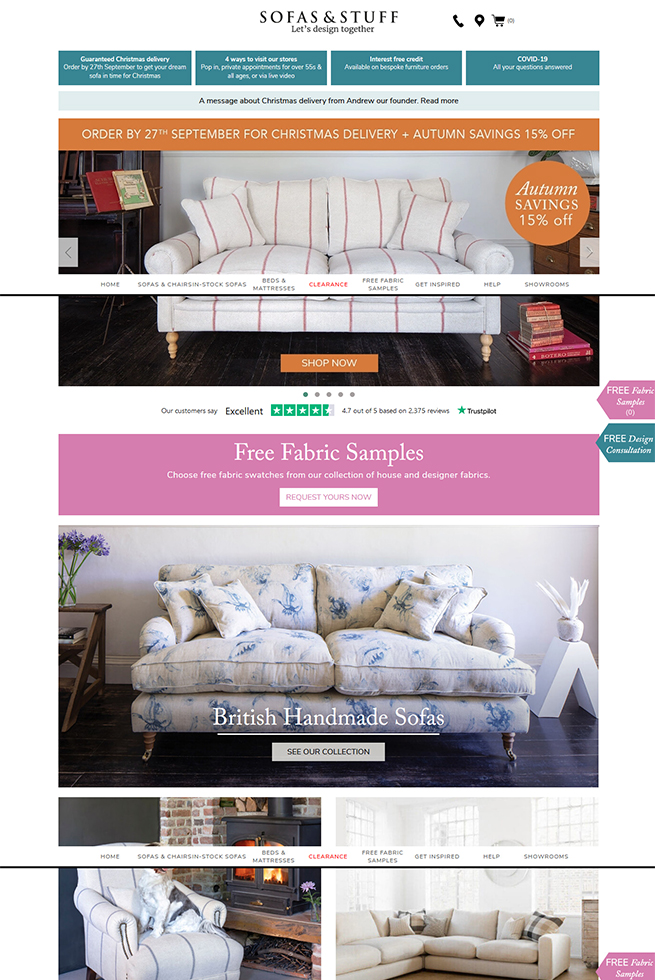 SOFAS & STUFF
Let's design together
(0)
Guaranteed Christmas delivery
Order by 27th September to get your dream
sofa in time for Christmas
4 ways to visit our stores
Pop in, private appointments for over 55s &
all ages, or via live video
Interest free credit
Available on bespoke furniture orders
COVID-19
All your questions answered
A message about Christmas delivery from Andrew our founder. Read more
ORDER BY 27TH SEPTEMBER FOR CHRISTMAS DELIVERY + AUTUMN SAVINGS 15% OFF
Autumn
SAVINGS
15% off
HOME
SOFAS & CHAIRS
IN-STOCK SOFAS
BEDS &
MATTRESSES
CLEARANCE
FREE FABRIC
SAMPLES
GET INSPIRED
HELP
SHOWROOMS
BOTERO
SHOP NOW
FREE Fabric
Samples
(0)
Our customers say
Excellent
4.7 out of 5 based on 2,375 reviews
Trustpilot
FREE Design
Consultation
Free Fabric Samples
Choose free fabric swatches from our collection of house and designer fabrics.
REQUEST YOURS NOW
British Handmade Sofas
SEE OUR COLLECTION
HOME
SOFAS & CHAIRS
IN-STOCK SOFAS
BEDS &
MATTRESSES
CLEARANCE
FREE FABRIC
SAMPLES
GET INSPIRED
HELP
SHOWROOMS
FREE Fabric
Samples